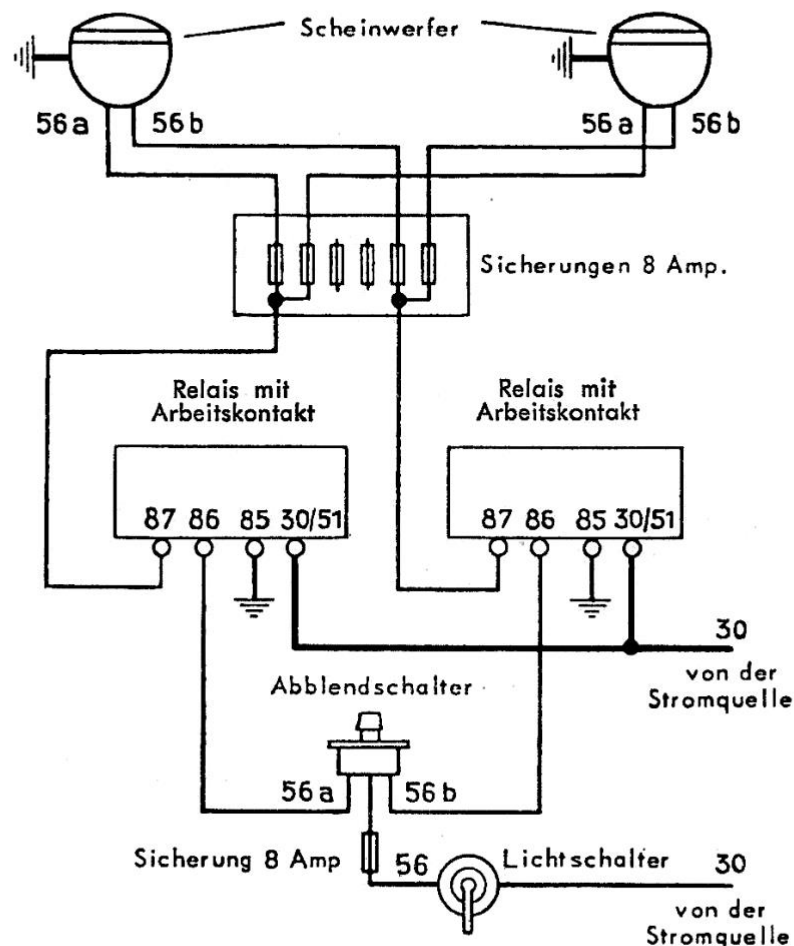 Scheinwerfer
56a 56b 56a 56b
Sicherungen 8 Amp.
Relais mit
Arbeitskontakt
Relais mit
Arbeitskontakt
87 86 85 30/51
87 86 85 30/51
30
von der
Stromquelle
Abblendschalter
56a 56b
Sicherung 8 Amp
56
Lichtschalter
30
von der
Stromquelle